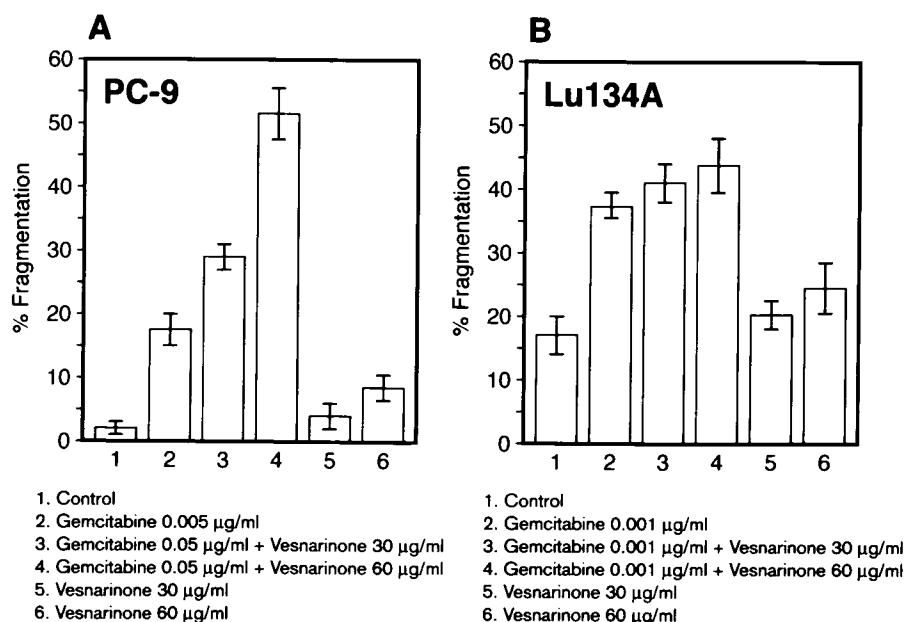 A
B
PC-9
Lu134A
% Fragmentation
60
50
40
30
20
10
0
1 2 3 4 5 6
% Fragmentation
60
50
40
30
20
10
0
1 2 3 4 5 6
1. Control
2. Gemcitabine 0.005 µg/ml
3. Gemcitabine 0.05 µg/ml + Vesnarinone 30 µg/ml
4. Gemcitabine 0.05 µg/ml + Vesnarinone 60 µg/ml
5. Vesnarinone 30 µg/ml
6. Vesnarinone 60 µg/ml
1. Control
2. Gemcitabine 0.001 µg/ml
3. Gemcitabine 0.001 µg/ml + Vesnarinone 30 µg/ml
4. Gemcitabine 0.001 µg/ml + Vesnarinone 60 µg/ml
5. Vesnarinone 30 µg/ml
6. Vesnarinone 60 µg/ml